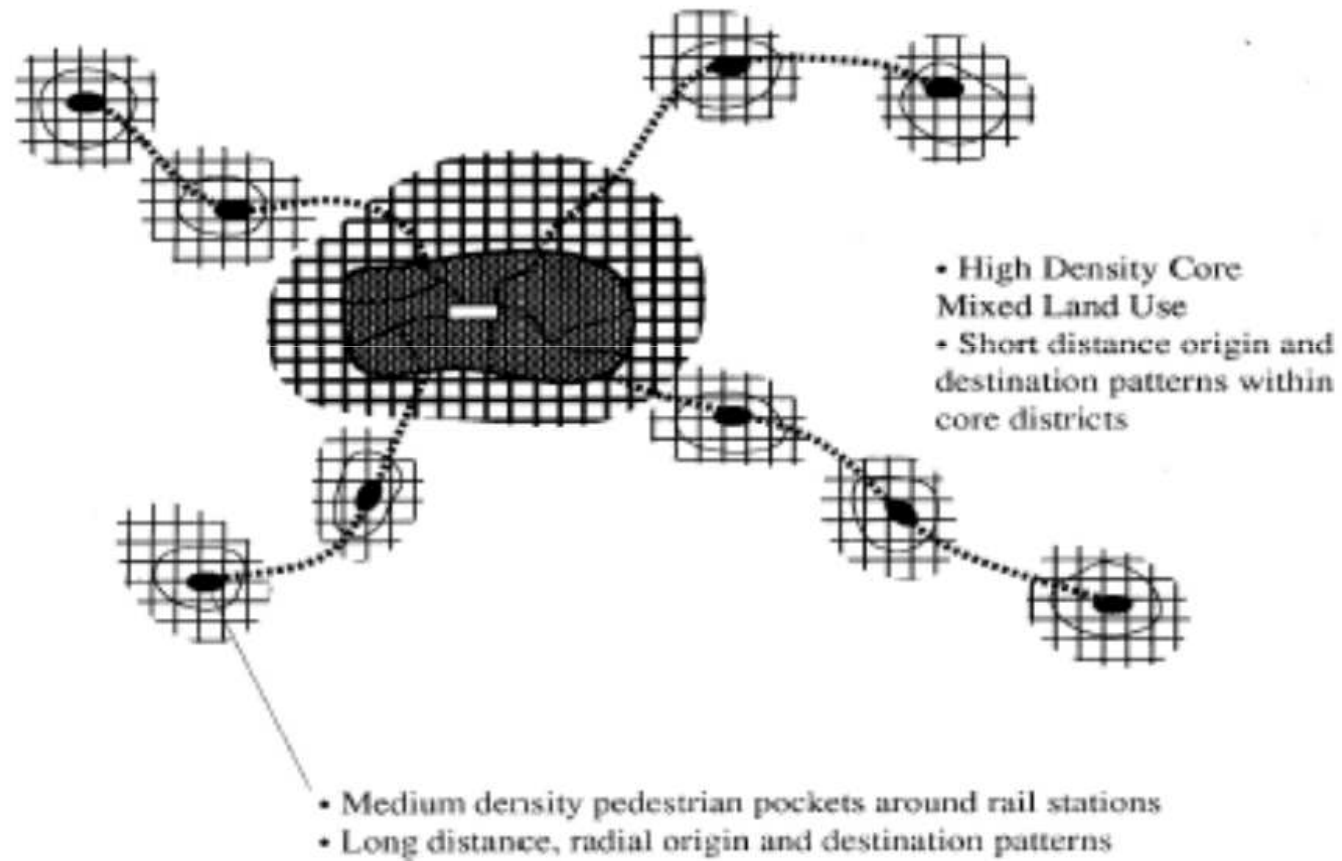 • High Density Core
Mixed Land Use
• Short distance origin and
destination patterns within
core districts
• Medium density pedestrian pockets around rail stations
• Long distance, radial origin and destination patterns